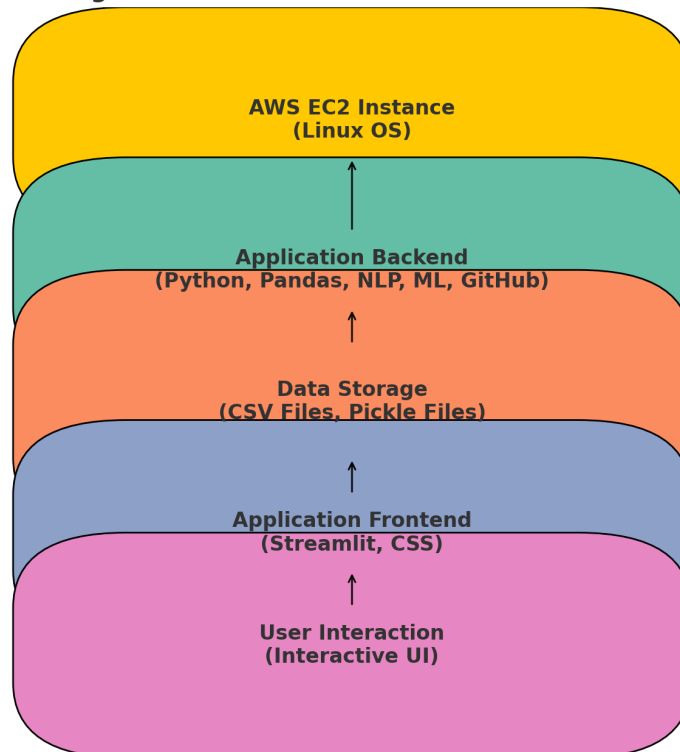 AWS EC2 Instance
(Linux OS)
Application Backend
(Python, Pandas, NLP, ML, GitHub)
Data Storage
(CSV Files, Pickle Files)
Application Frontend
(Streamlit, CSS)
User Interaction
(Interactive UI)